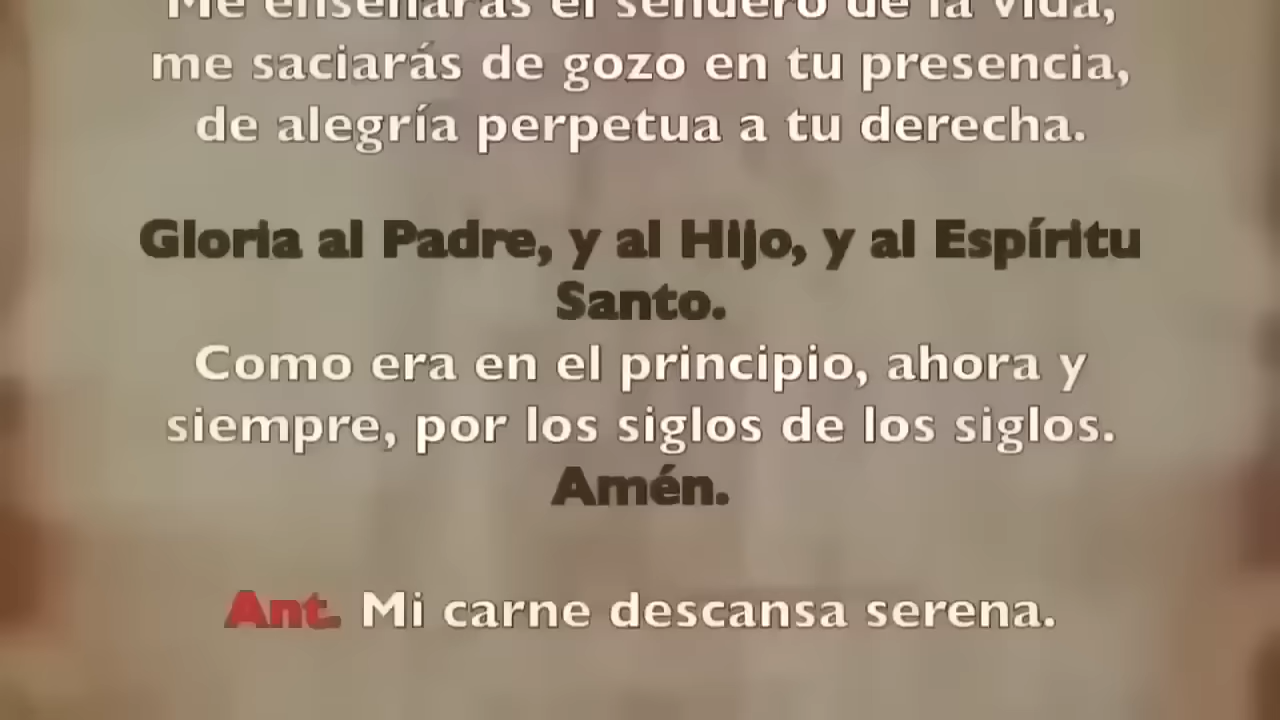 Me enseñarás el sendero de la vida,
me saciarás de gozo en tu presencia,
de alegría perpetua a tu derecha.
Gloria al Padre, y al Hijo, y al Espíritu
Santo.
Como era en el principio, ahora y
siempre, por los siglos de los siglos.
Amén.
Ant. Mi carne descansa serena.